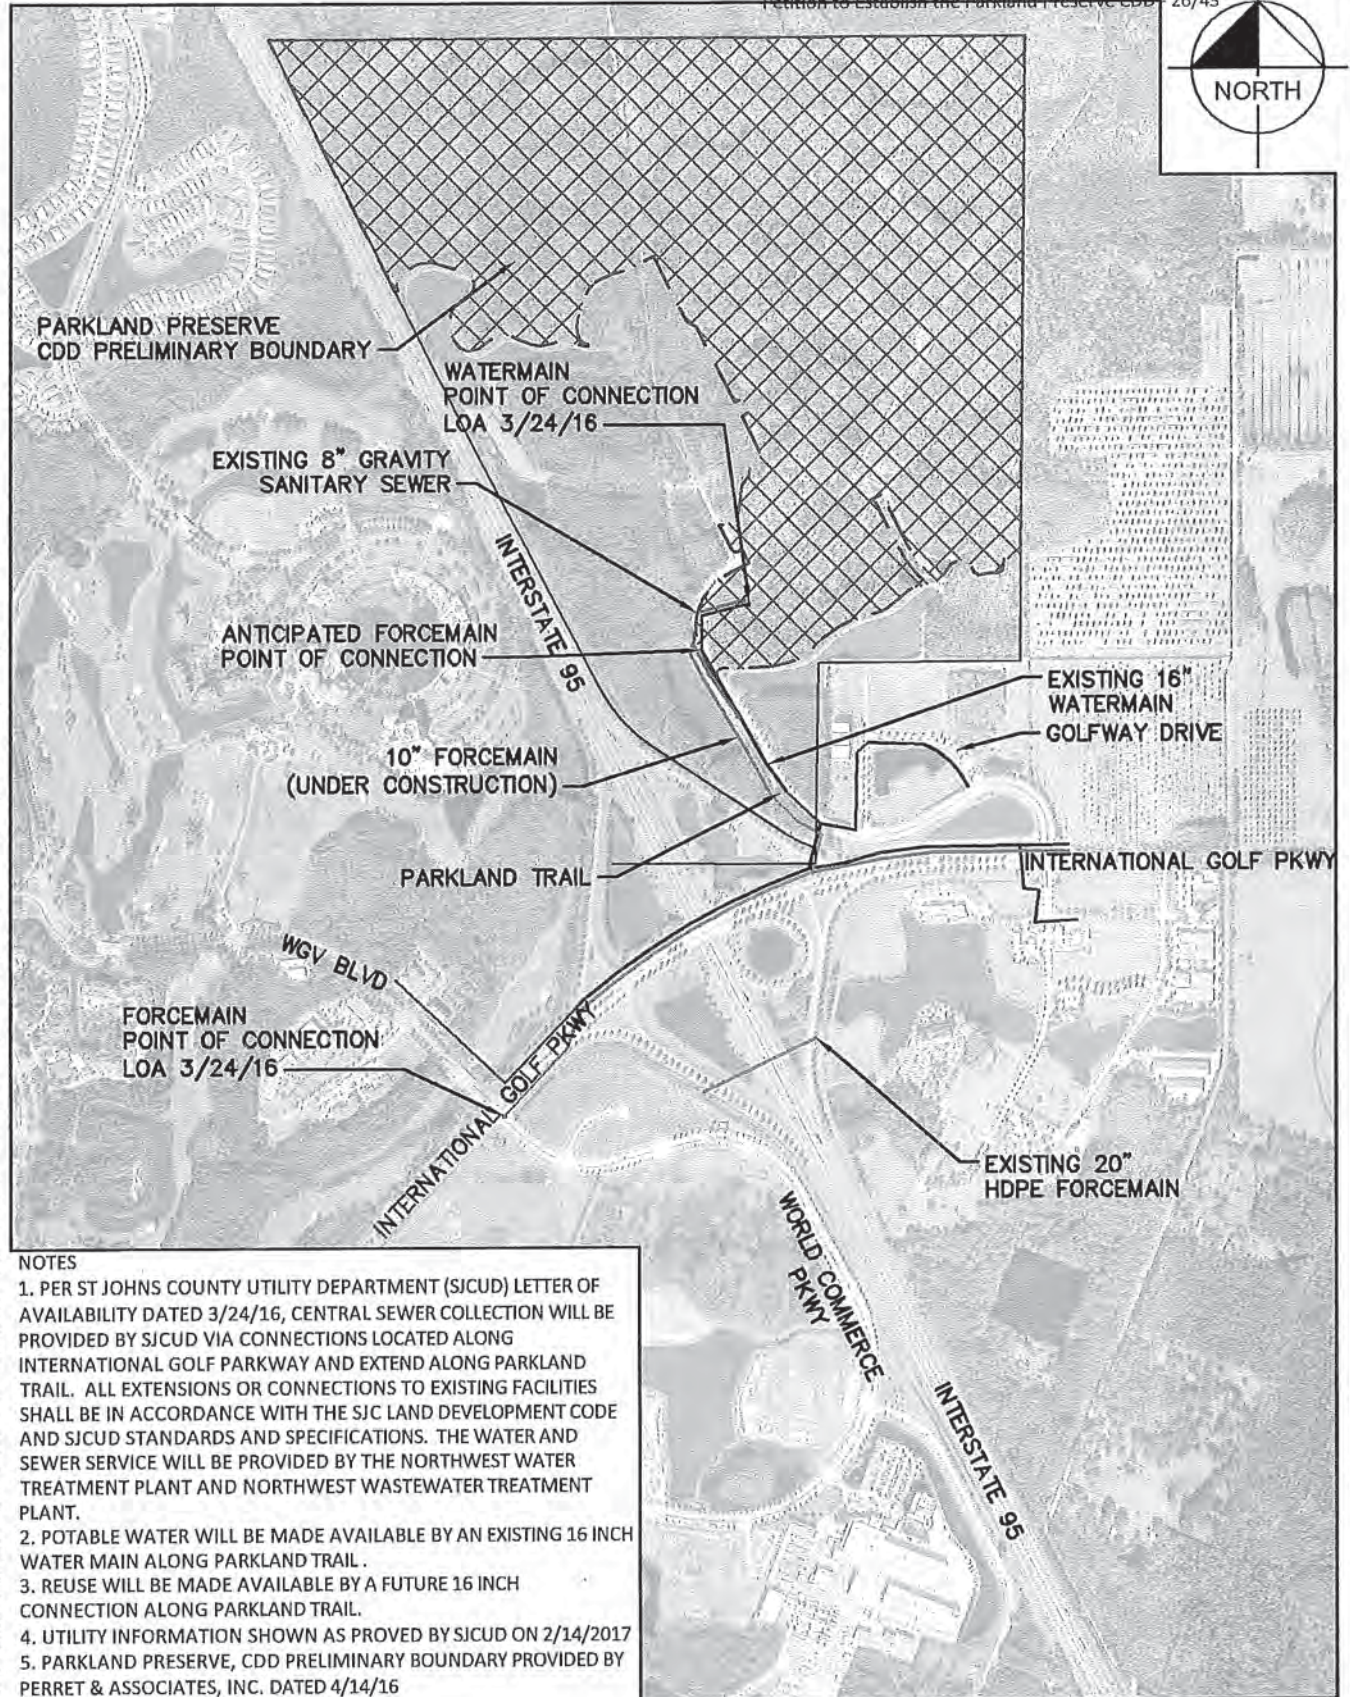 Petition to Establish the Parkland Preserve CDD - 26/43
NORTH
PARKLAND PRESERVE
CDD PRELIMINARY BOUNDARY
WATERMAIN
POINT OF CONNECTION
LOA 3/24/16
EXISTING 8" GRAVITY
SANITARY SEWER
INTERSTATE 95
ANTICIPATED FORCEMAIN
POINT OF CONNECTION
EXISTING 16"
WATERMAIN
GOLFWAY DRIVE
10" FORCEMAIN
(UNDER CONSTRUCTION)
PARKLAND TRAIL
INTERNATIONAL GOLF PKWY
WGV BLVD
FORCEMAIN
POINT OF CONNECTION
LOA 3/24/16
INTERNATIONAL GOLF PKWY
EXISTING 20"
HDPE FORCEMAIN
WORLD COMMERCE
PKWY
INTERSTATE 95
NOTES
1. PER ST JOHNS COUNTY UTILITY DEPARTMENT (SJCUD) LETTER OF
AVAILABILITY DATED 3/24/16, CENTRAL SEWER COLLECTION WILL BE
PROVIDED BY SJCUD VIA CONNECTIONS LOCATED ALONG
INTERNATIONAL GOLF PARKWAY AND EXTEND ALONG PARKLAND
TRAIL. ALL EXTENSIONS OR CONNECTIONS TO EXISTING FACILITIES
SHALL BE IN ACCORDANCE WITH THE SJC LAND DEVELOPMENT CODE
AND SJCUD STANDARDS AND SPECIFICATIONS. THE WATER AND
SEWER SERVICE WILL BE PROVIDED BY THE NORTHWEST WATER
TREATMENT PLANT AND NORTHWEST WASTEWATER TREATMENT
PLANT.
2. POTABLE WATER WILL BE MADE AVAILABLE BY AN EXISTING 16 INCH
WATER MAIN ALONG PARKLAND TRAIL.
3. REUSE WILL BE MADE AVAILABLE BY A FUTURE 16 INCH
CONNECTION ALONG PARKLAND TRAIL.
4. UTILITY INFORMATION SHOWN AS PROVED BY SJCUD ON 2/14/2017
5. PARKLAND PRESERVE, CDD PRELIMINARY BOUNDARY PROVIDED BY
PERRET & ASSOCIATES, INC. DATED 4/14/16